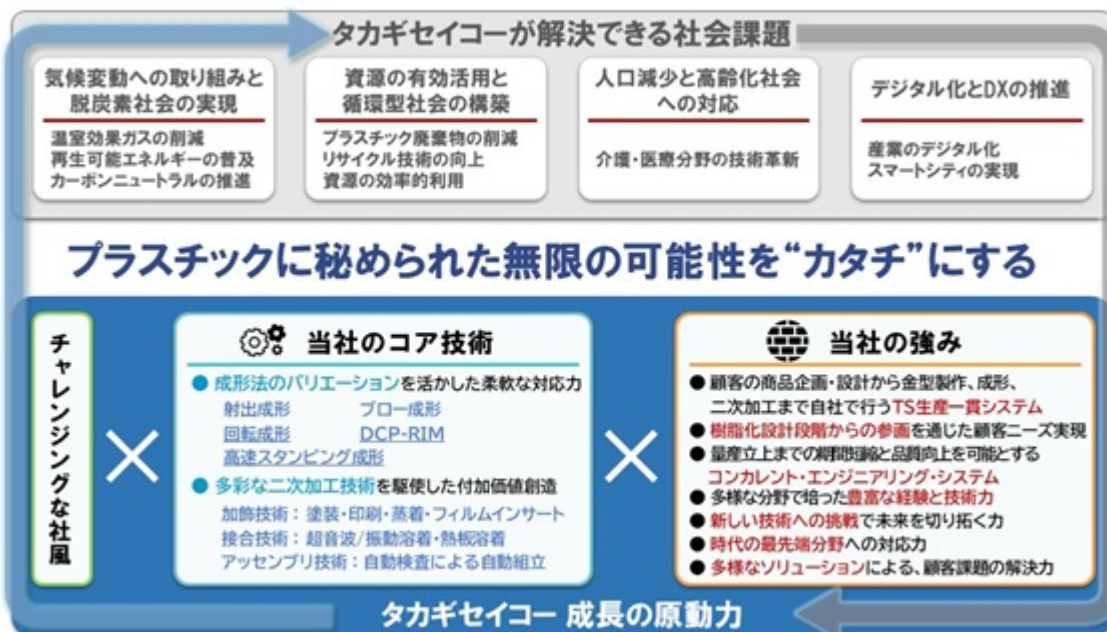 タカギセイコーが解決できる社会課題
気候変動への取り組みと
脱炭素社会の実現
温室効果ガスの削減
再生可能エネルギーの普及
カーボンニュートラルの推進
資源の有効活用と
循環型社会の構築
プラスチック廃棄物の削減
リサイクル技術の向上
資源の効率的利用
人口減少と高齢化社会
への対応
介護・医療分野の技術革新
デジタル化とDXの推進
産業のデジタル化
スマートシティの実現
プラスチックに秘められた無限の可能性を“カタチ”にする
チャレンジングな社風
×
当社のコア技術
● 成形法のバリエーションを活かした柔軟な対応力
射出成形 ブロー成形
回転成形 DCP-RIM
高速スタンピング成形
● 多彩な二次加工技術を駆使した付加価値創造
加飾技術：塗装・印刷・蒸着・フィルムインサート
接合技術：超音波/振動溶着・熱板溶着
アッセンブリ技術：自動検査による自動組立
×
当社の強み
● 顧客の商品企画・設計から金型製作、成形、
二次加工まで自社で行うTS生産一貫システム
● 樹脂化設計段階からの参画を通じた顧客ニーズ実現
● 量産立上までの期間短縮と品質向上を可能とする
コンカレント・エンジニアリング・システム
● 多様な分野で培った豊富な経験と技術力
● 新しい技術への挑戦で未来を切り拓く力
● 時代の最先端分野への対応力
● 多様なソリューションによる、顧客課題の解決力
タカギセイコー 成長の原動力